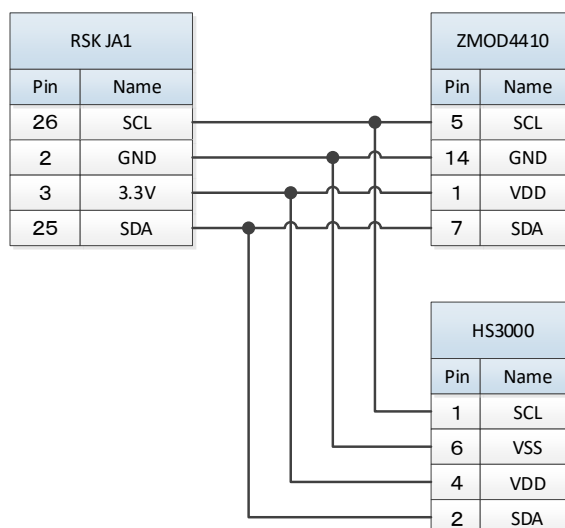 RSK JA1
Pin Name
26 SCL
2 GND
3 3.3V
25 SDA
ZMOD4410
Pin Name
5 SCL
14 GND
1 VDD
7 SDA
HS3000
Pin Name
1 SCL
6 VSS
4 VDD
2 SDA